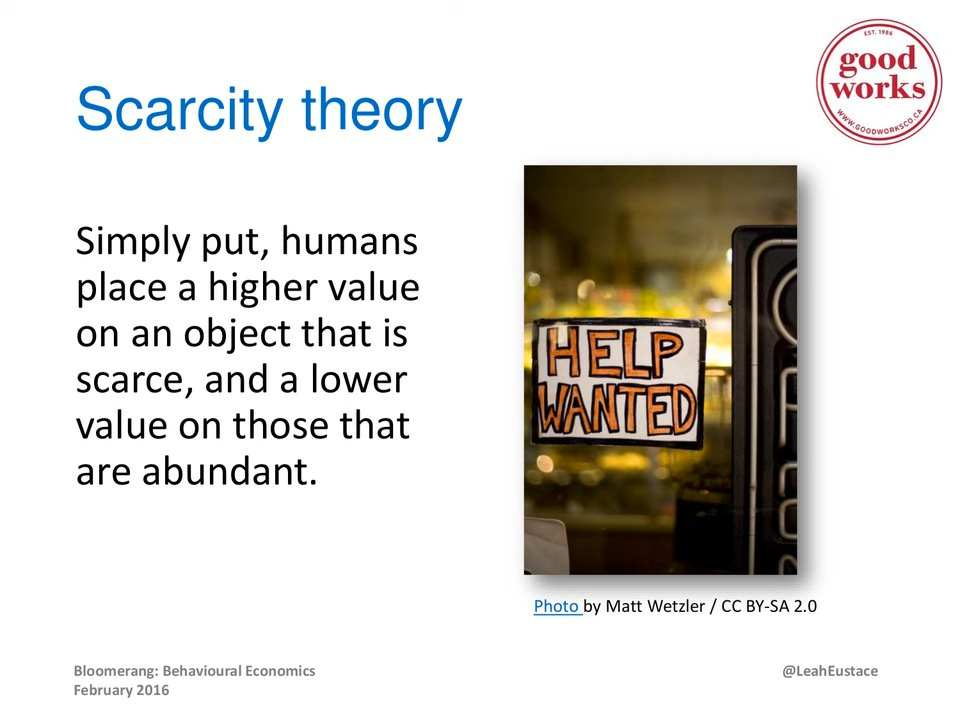 EST. 1986
good
works
WWW.GOODWORKSCO.CA
Scarcity theory
Simply put, humans
place a higher value
on an object that is
scarce, and a lower
value on those that
are abundant.
HELP
WANTED
Photo by Matt Wetzler / CC BY-SA 2.0
Bloomerang: Behavioural Economics
February 2016
@LeahEustace